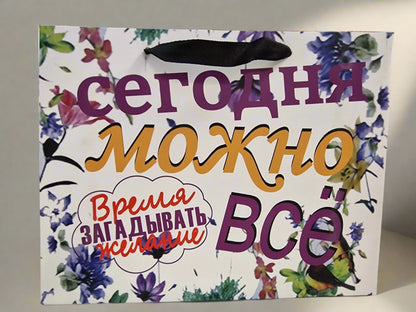 сегодня
можно
всё
Время
ЗАГАДЫВАТЬ
желание